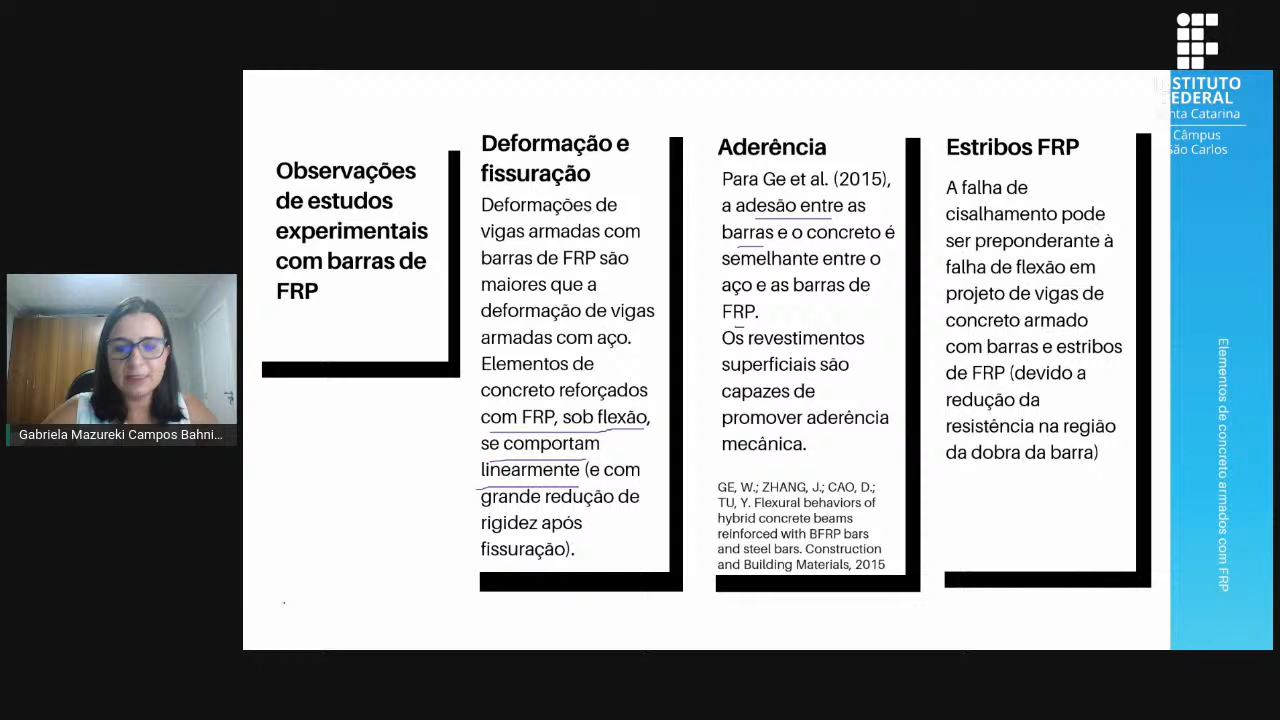 INSTITUTO
FEDERAL
Santa Catarina
Câmpus
São Carlos
Observações
de estudos
experimentais
com barras de
FRP
Deformação e
fissuração
Deformações de
vigas armadas com
barras de FRP são
maiores que a
deformação de vigas
armadas com aço.
Elementos de
concreto reforçados
com FRP, sob flexão,
se comportam
linearmente (e com
grande redução de
rigidez após
fissuração).
Aderência
Para Ge et al. (2015),
a adesão entre as
barras e o concreto é
semelhante entre o
aço e as barras de
FRP.
Os revestimentos
superficiais são
capazes de
promover aderência
mecânica.
GE, W.; ZHANG, J.; CAO, D.;
TU, Y. Flexural behaviors of
hybrid concrete beams
reinforced with BFRP bars
and steel bars. Construction
and Building Materials, 2015
Estribos FRP
A falha de
cisalhamento pode
ser preponderante à
falha de flexão em
projeto de vigas de
concreto armado
com barras e estribos
de FRP (devido a
redução da
resistência na região
da dobra da barra)
Elementos de concreto armados com FRP
Gabriela Mazureki Campos Bahni...